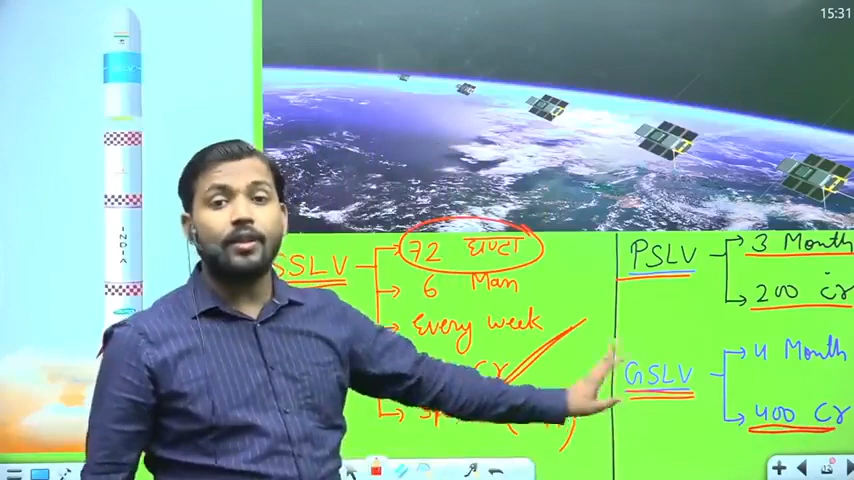 15:31
INDIA
SSLV
72 घण्टा
6 Man
Every week
Cr
PSLV
3 Month
200 Cr
GSLV
4 Month
400 Cr